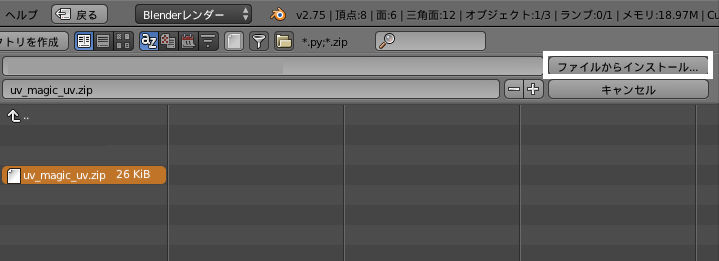 ヘルプ 戻る Blenderレンダー v2.75 | 頂点:8 | 面:6 | 三角面:12 | オブジェクト:1/3 | ランプ:0/1 | メモリ:18.97M | Cu
クトリを作成 *.py;*.zip
ファイルからインストール...
uv_magic_uv.zip キャンセル
..
uv_magic_uv.zip 26 KiB